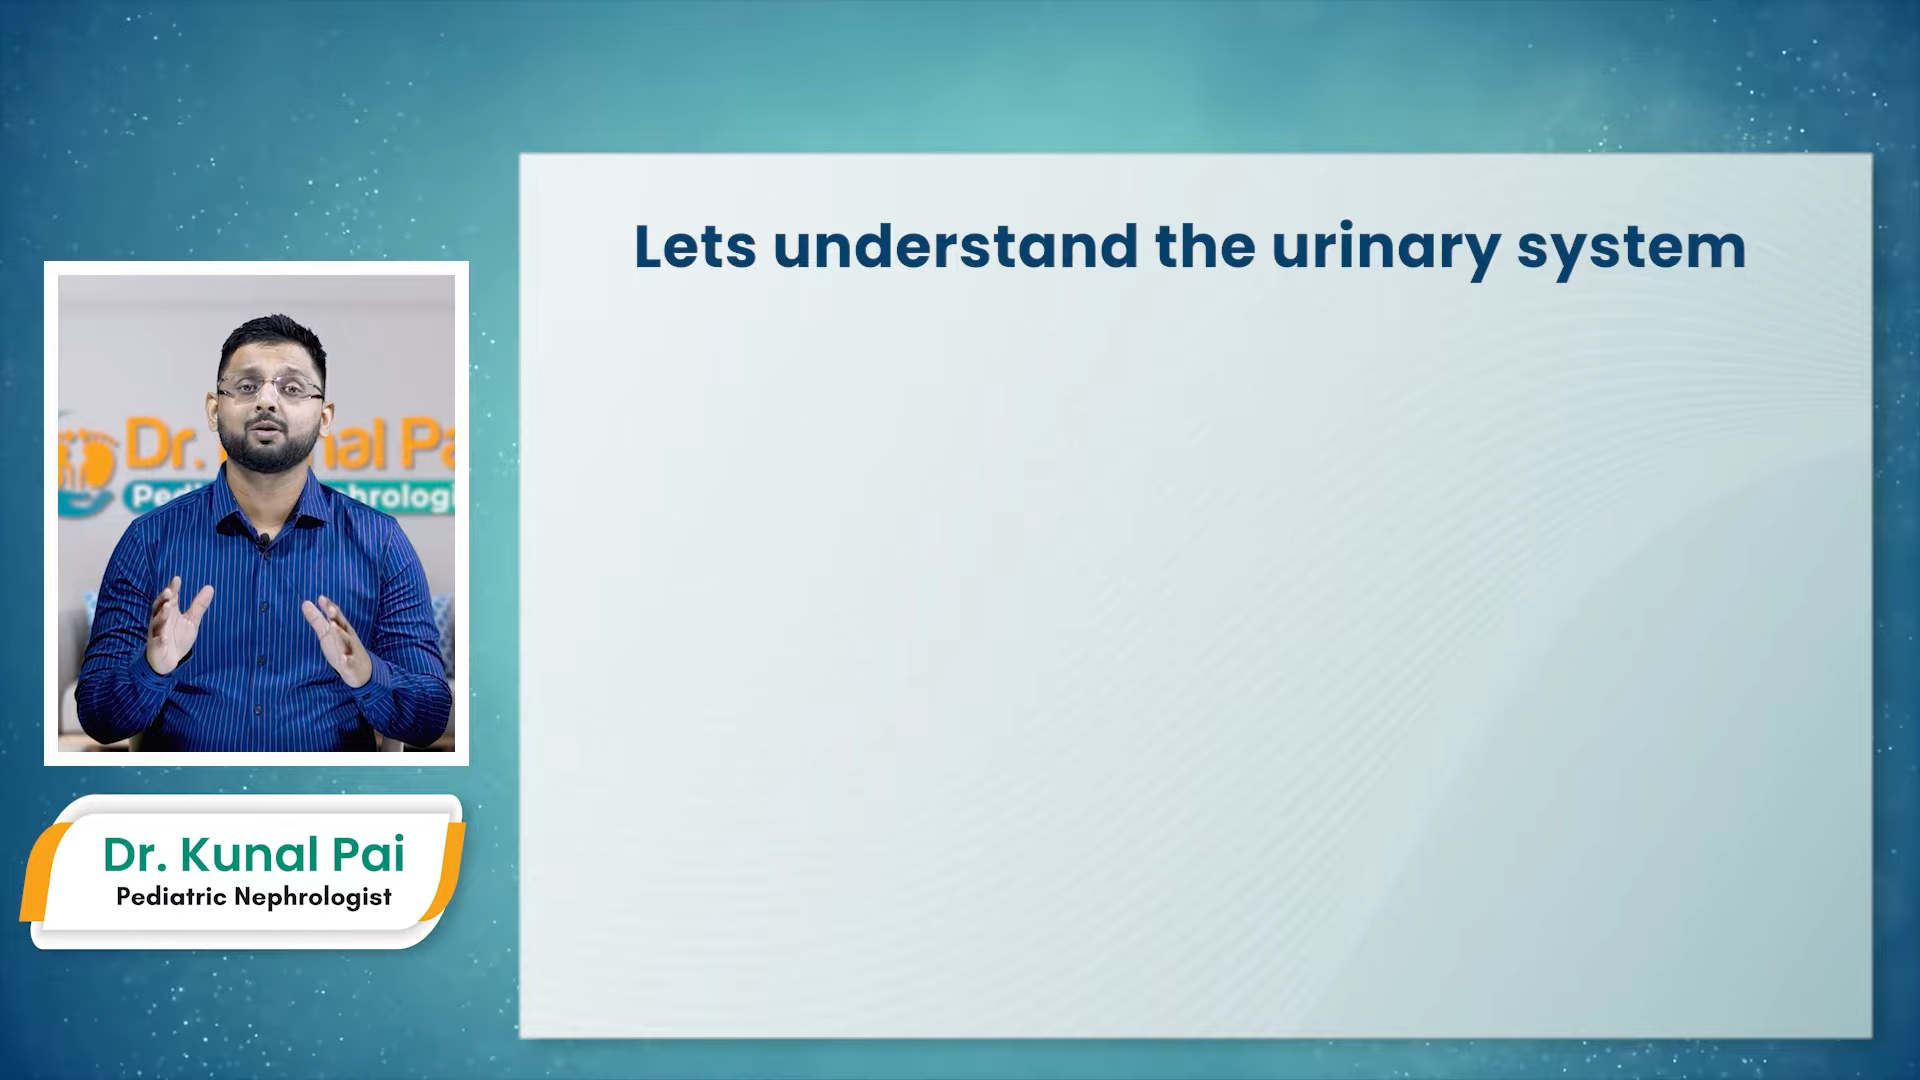 Lets understand the urinary system
Dr. Kunal Pai
Pediatric Nephrologist